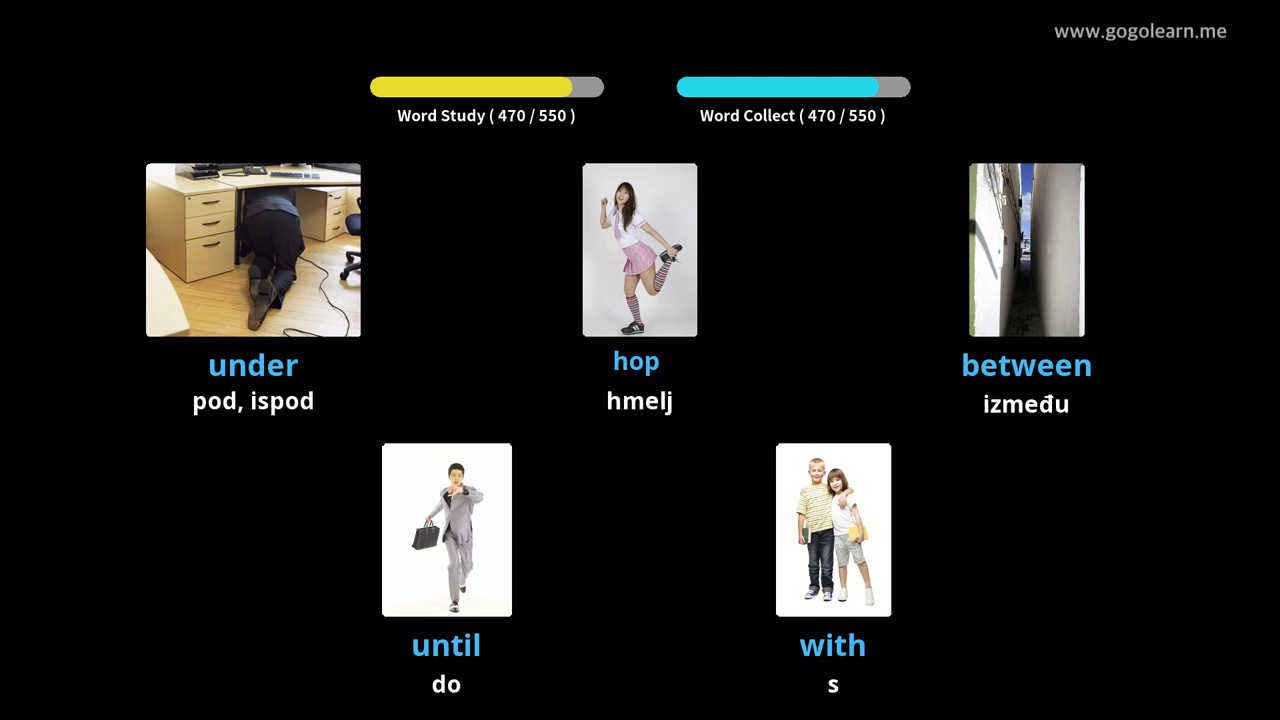 www.gogolearn.me
Word Study ( 470 / 550 )
Word Collect ( 470 / 550 )
under
pod, ispod
hop
hmelj
between
između
until
do
with
s